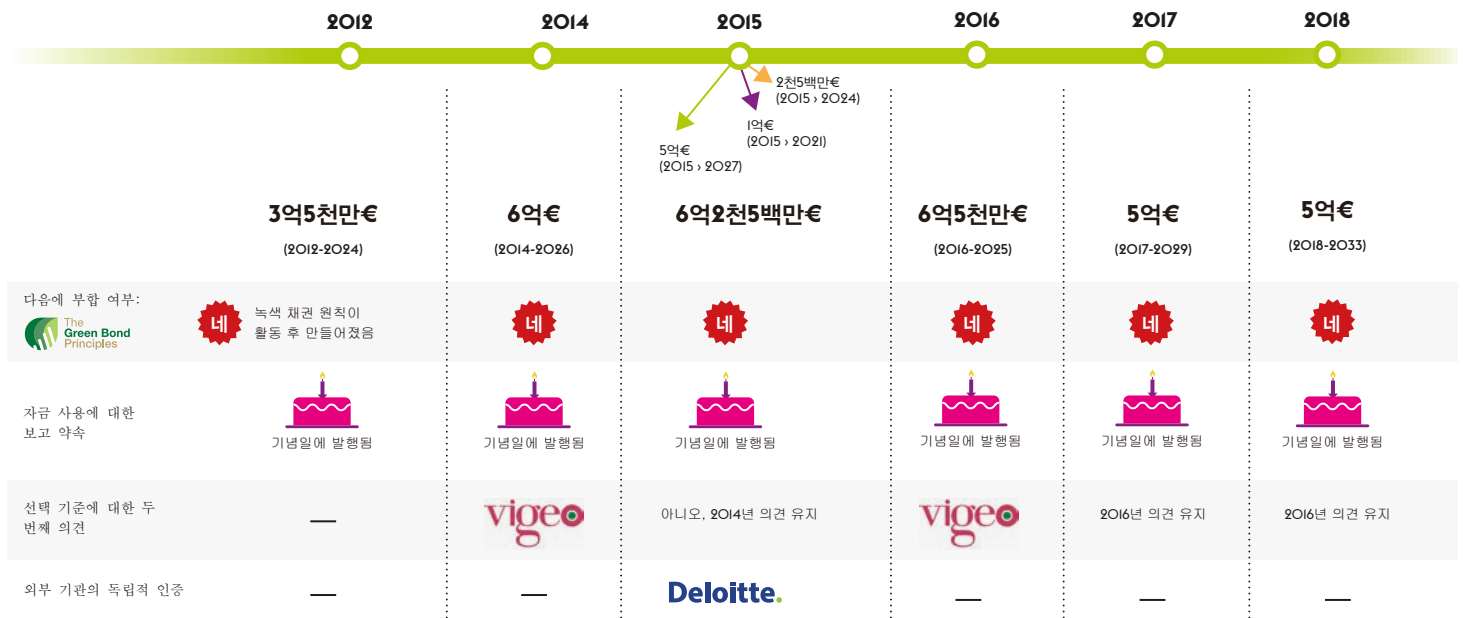 2012
2014
2015
2016
2017
2018
2천5백만€
(2015 › 2024)
1억€
(2015 › 2021)
5억€
(2015 › 2027)
3억5천만€
(2012-2024)
6억€
(2014-2026)
6억2천5백만€
6억5천만€
(2016-2025)
5억€
(2017-2029)
5억€
(2018-2033)
다음에 부합 여부:
The
Green Bond
Principles
네
녹색 채권 원칙이
활동 후 만들어졌음
네
네
네
네
네
자금 사용에 대한
보고 약속
기념일에 발행됨
기념일에 발행됨
기념일에 발행됨
기념일에 발행됨
기념일에 발행됨
기념일에 발행됨
선택 기준에 대한 두
번째 의견
—
vigeo
아니오, 2014년 의견 유지
vigeo
2016년 의견 유지
2016년 의견 유지
외부 기관의 독립적 인증
—
—
Deloitte.
—
—
—